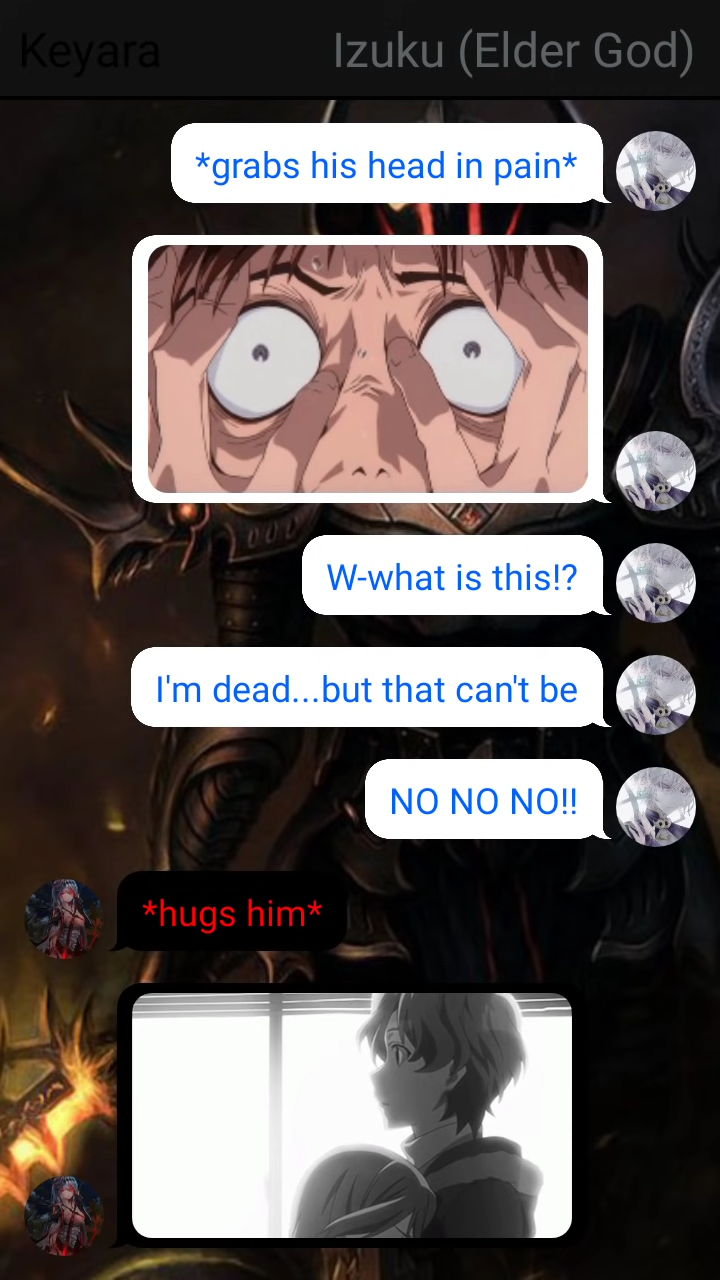 Keyara
Izuku (Elder God)
*grabs his head in pain*
W-what is this!?
I'm dead...but that can't be
NO NO NO!!
*hugs him*